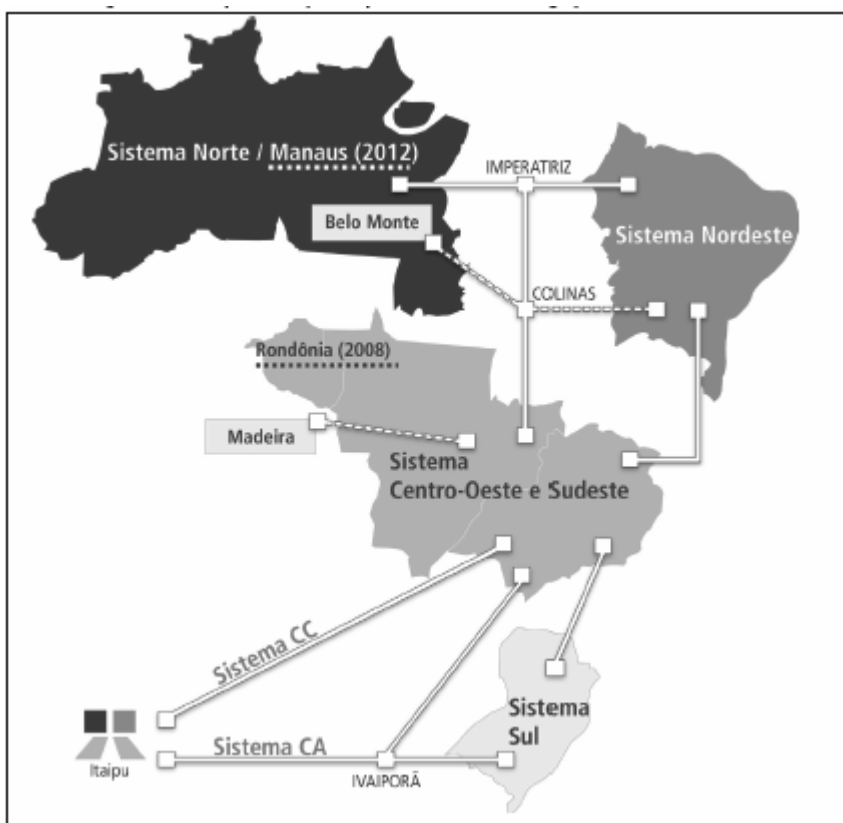 Sistema Norte / Manaus (2012)
IMPERATRIZ
Belo Monte
Sistema Nordeste
COLINAS
Rondônia (2008)
Madeira
Sistema
Centro-Oeste e Sudeste
Sistema CC
Sistema
Sul
Sistema CA
Itaipu
IVAIPORÃ